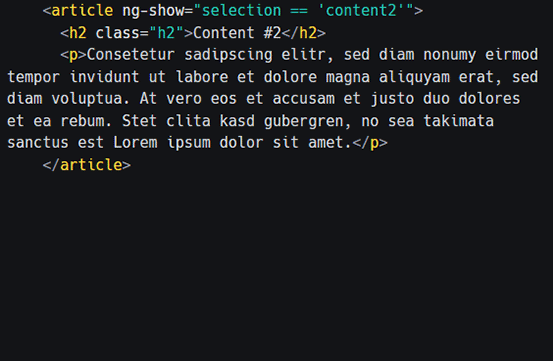 <article ng-show="selection == 'content2'">
<h2 class="h2">Content #2</h2>
<p>Consetetur sadipscing elitr, sed diam nonumy eirmod
tempor invidunt ut labore et dolore magna aliquyam erat, sed
diam voluptua. At vero eos et accusam et justo duo dolores
et ea rebum. Stet clita kasd gubergren, no sea takimata
sanctus est Lorem ipsum dolor sit amet.</p>
</article>